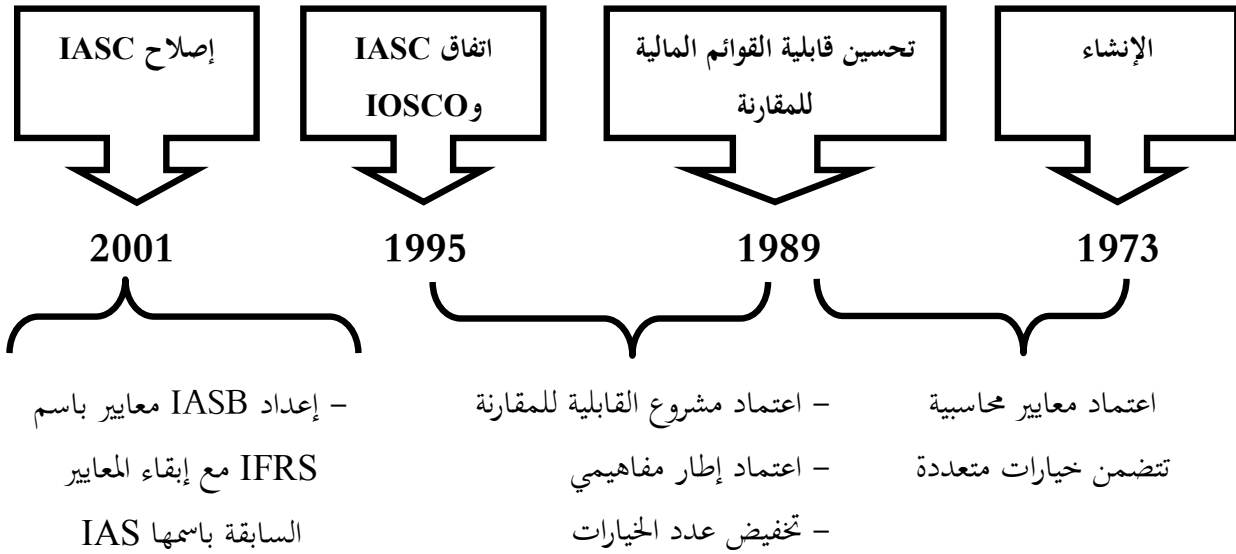 الإنشاء
تحسين قابلية القوائم المالية
للمقارنة
اتفاق IASC
وIOSCO
إصلاح IASC
1973
1989
1995
2001
اعتماد معايير محاسبية
تتضمن خيارات متعددة
– اعتماد مشروع القابلية للمقارنة
– اعتماد إطار مفاهيمي
– تخفيض عدد الخيارات
– إعداد IASB معايير باسم
IFRS مع إبقاء المعايير
السابقة باسمها IAS